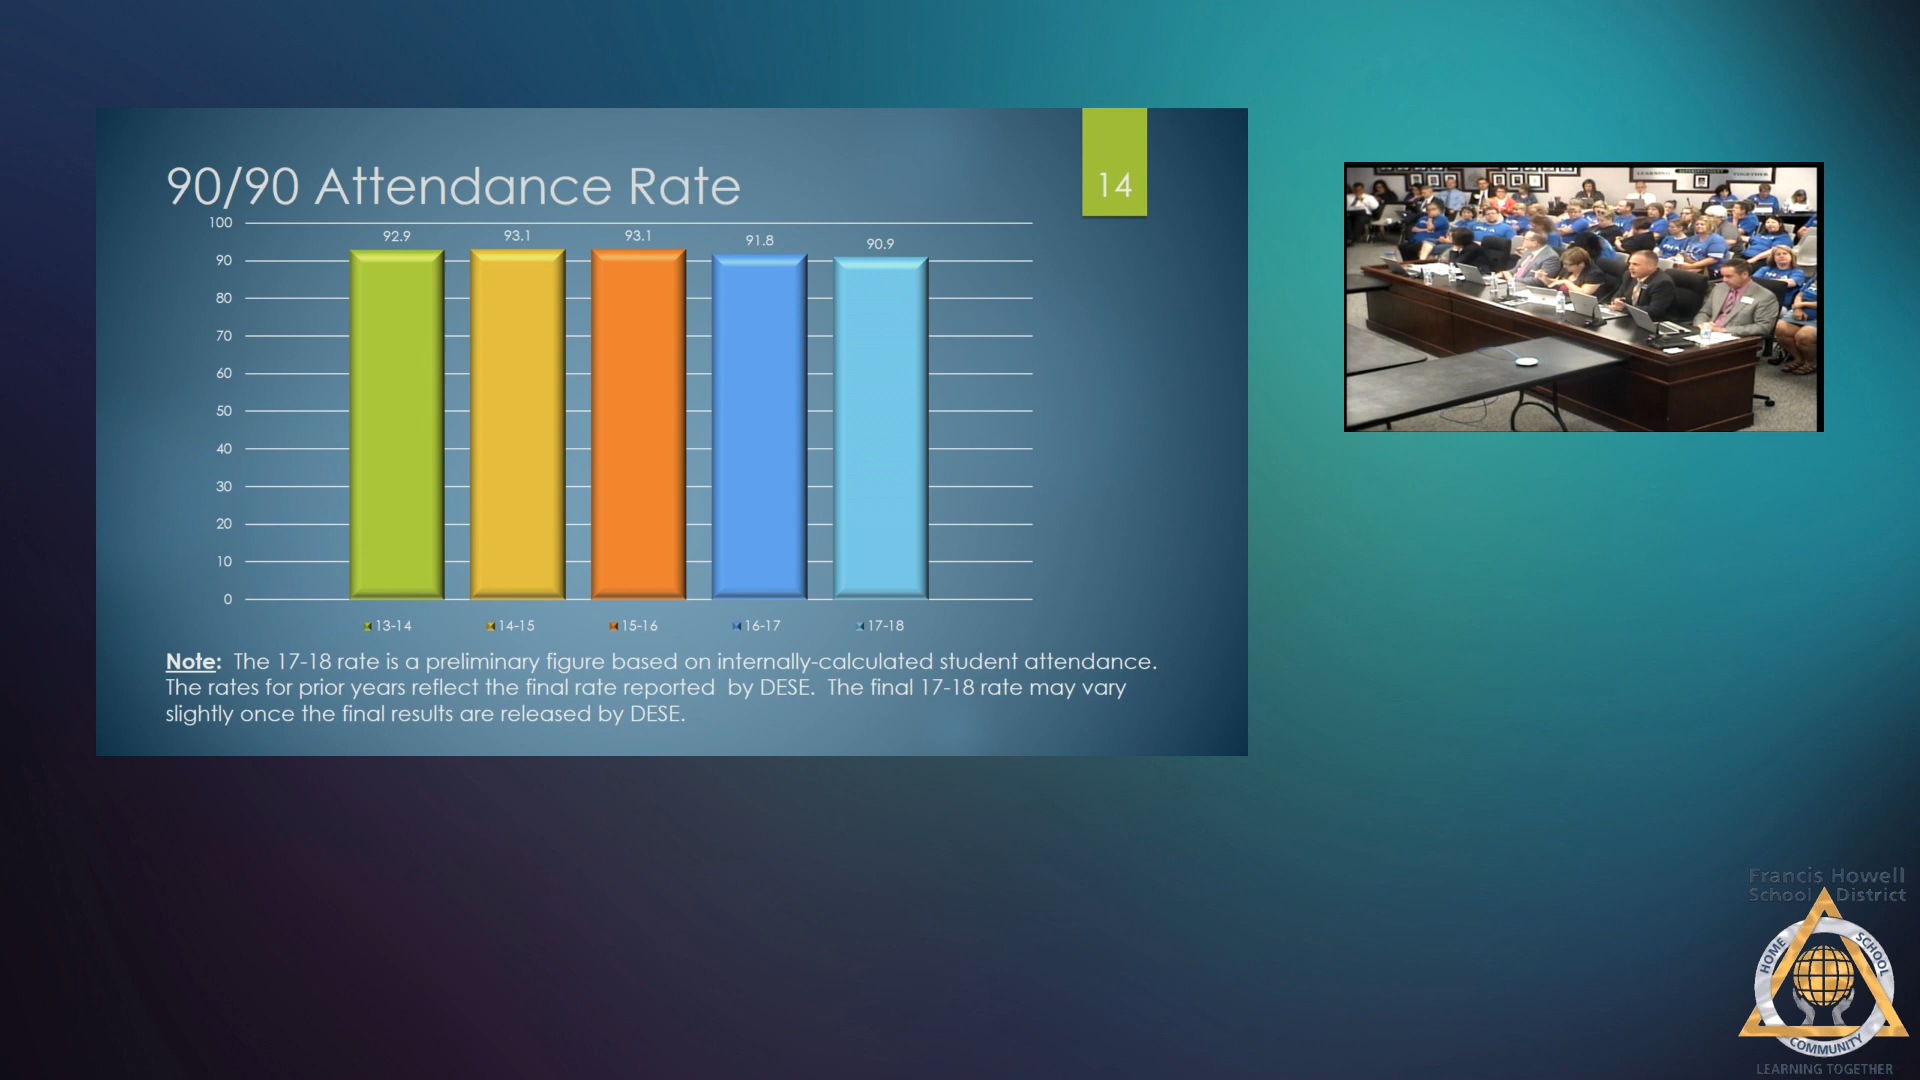 90/90 Attendance Rate
14
100
90
80
70
60
50
40
30
20
10
0
92.9
93.1
93.1
91.8
90.9
13-14
14-15
15-16
16-17
17-18
Note: The 17-18 rate is a preliminary figure based on internally-calculated student attendance.
The rates for prior years reflect the final rate reported by DESE. The final 17-18 rate may vary
slightly once the final results are released by DESE.
LEARNING
TOGETHER
Francis Howell
School District
HOME
SCHOOL
COMMUNITY
LEARNING TOGETHER